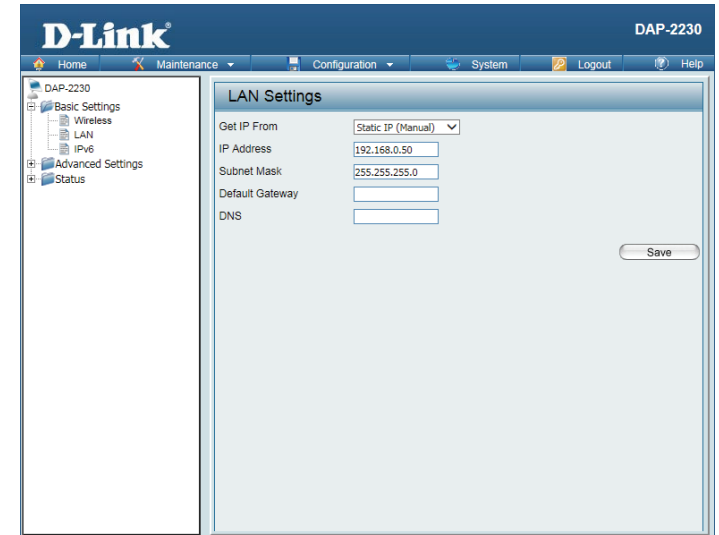 D-Link®
DAP-2230
Home Maintenance Configuration System Logout Help
DAP-2230
Basic Settings
Wireless
LAN
IPv6
Advanced Settings
Status
LAN Settings
Get IP From Static IP (Manual)
IP Address 192.168.0.50
Subnet Mask 255.255.255.0
Default Gateway
DNS
Save